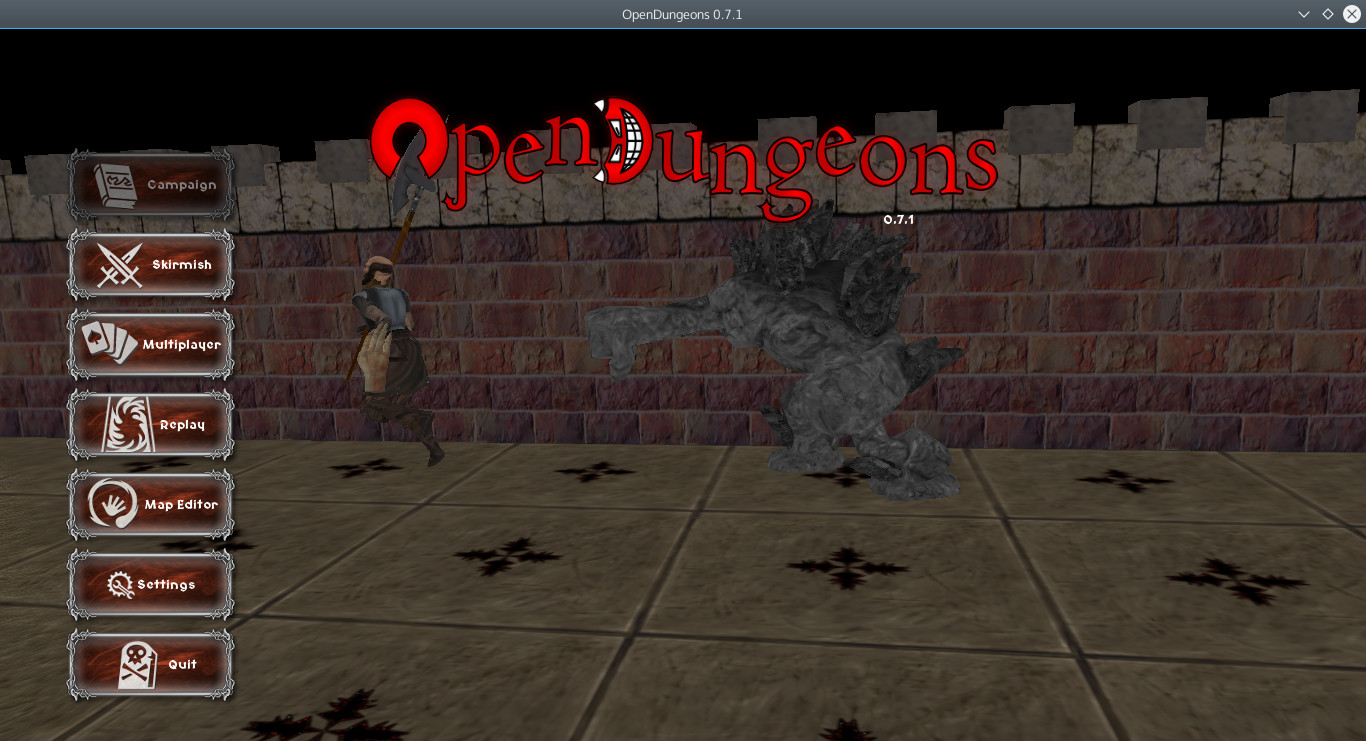 OpenDungeons 0.7.1
OpenDungeons
0.7.1
Campaign
Skirmish
Multiplayer
Replay
Map Editor
Settings
Quit